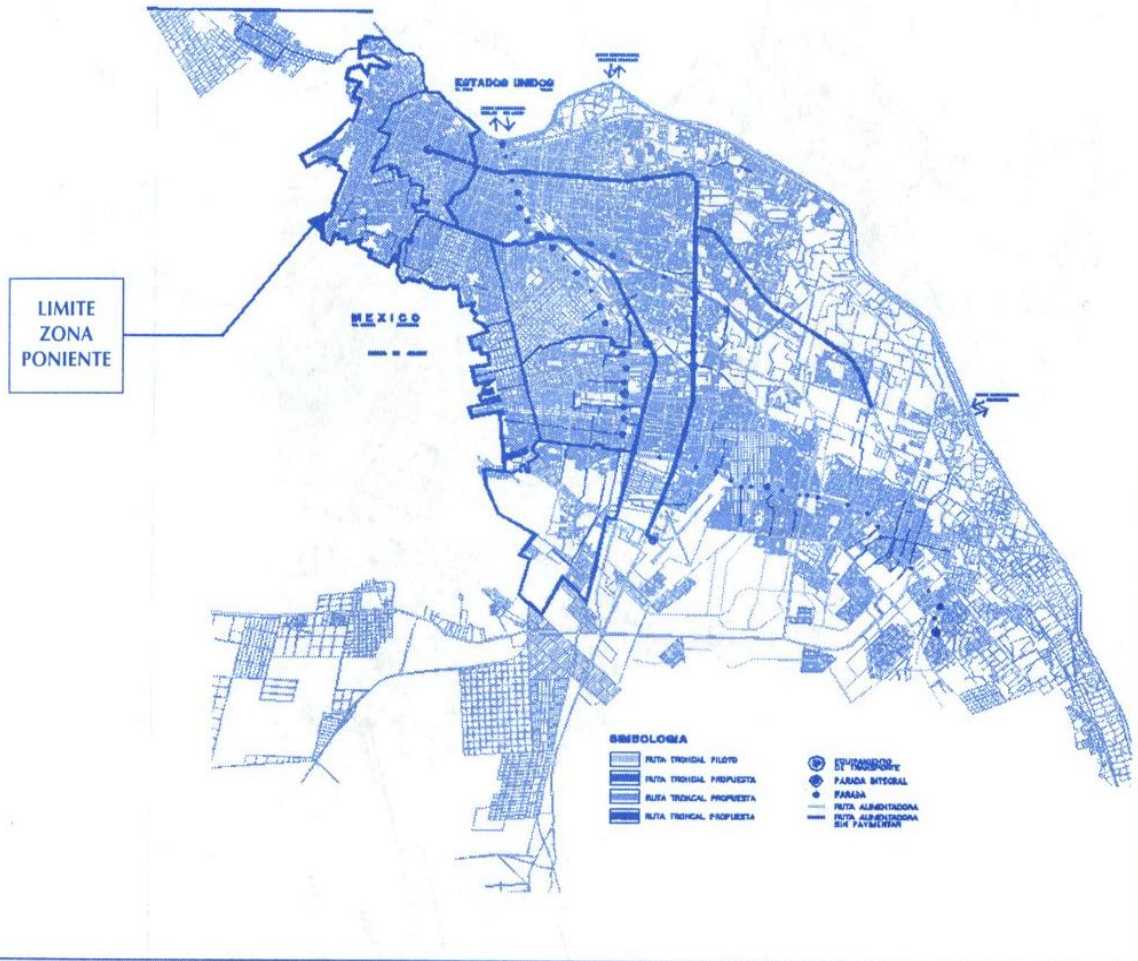 ESTADOS UNIDOS
LIMITE
ZONA
PONIENTE
MEXICO
SIMBOLOGIA
RUTA TRONCAL PILOTO
RUTA TRONCAL PROPUESTA
RUTA TRONCAL PROPUESTA
RUTA TRONCAL PROPUESTA
EQUIPAMIENTO
DE TRANSPORTE
PARADA INTEGRAL
PARADA
RUTA ALIMENTADORA
RUTA ALIMENTADORA
SIN PAVIMENTAR